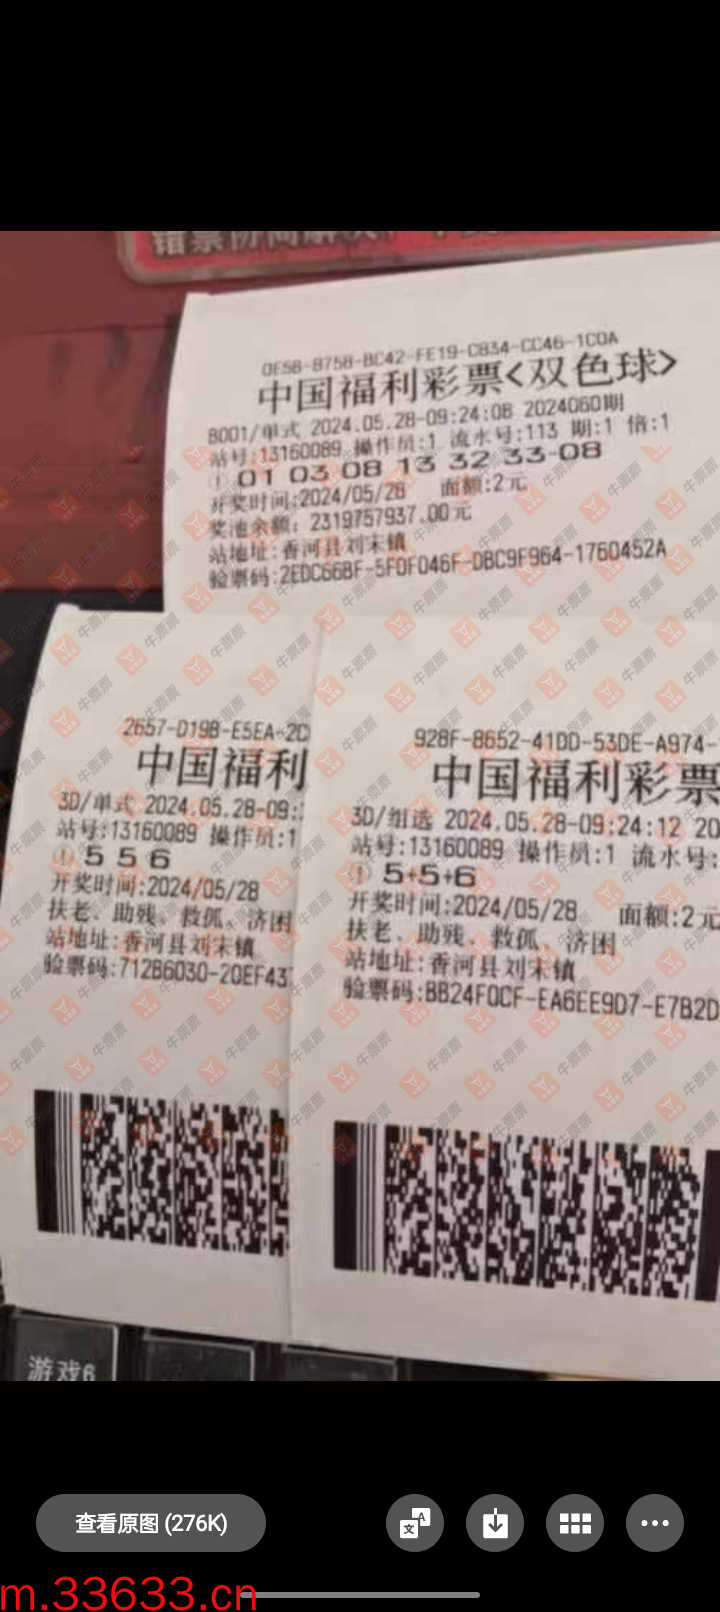 0E5B-8758-BC42-FE19-CB34-CC46-1C0A
中国福利彩票<双色球>
8001/单式 2024.05.28-09:24:08 2024060期
站号:13160089 操作员:1 流水号:113 期:1 倍:1
① 01 03 08 13 32 33-08
开奖时间:2024/05/28 面额:2元
奖池余额: 2319757937.00元
站地址:香河县刘宋镇
验票码:2EDC66BF-5F0F046F-DBC9F964-1760452A
2657-D19B-E5EA-2D
中国福利
3D/单式 2024.05.28-09:
站号:13160089 操作员:1
① 5 5 6
开奖时间:2024/05/28
扶老、助残、救孤、济困
站地址:香河县刘宋镇
验票码:712B6030-20EF43
928F-8652-41DD-53DE-A974-
中国福利彩票
3D/组选 2024.05.28-09:24:12 20
站号:13160089 操作员:1 流水号:
① 5+5+6
开奖时间:2024/05/28 面额:2元
扶老、助残、救孤、济困
站地址:香河县刘宋镇
验票码:BB24F0CF-EA6EE9D7-E7B2D
游戏6
牛票票
查看原图 (276K)
m.33633.cn